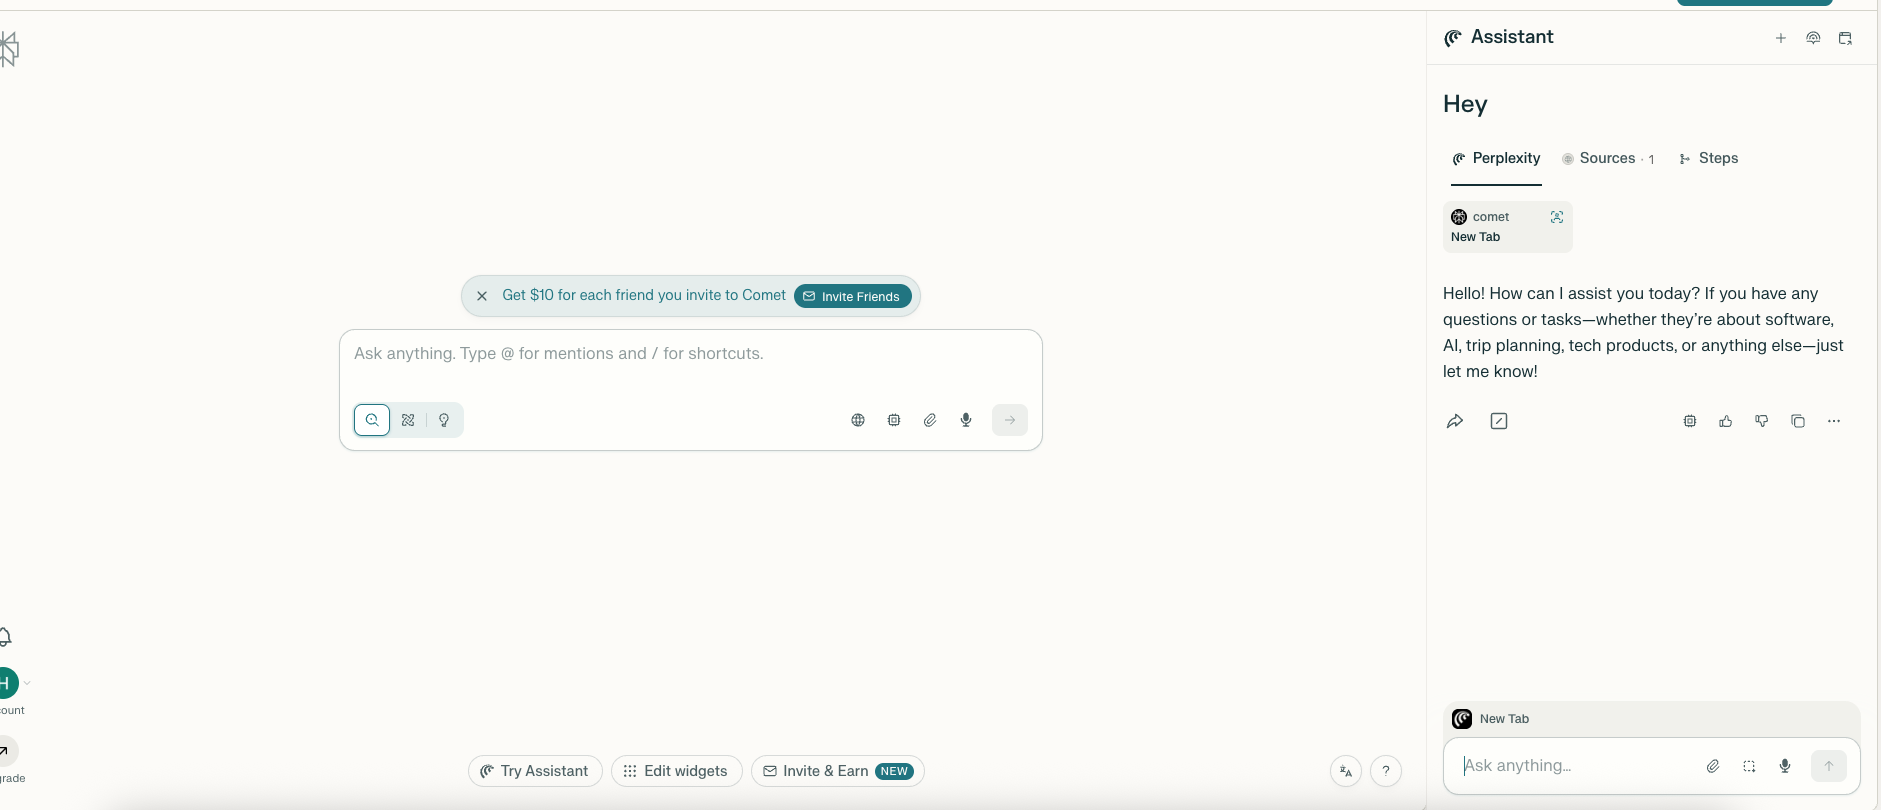 Assistant
Hey
Perplexity
Sources · 1
Steps
comet
New Tab
Hello! How can I assist you today? If you have any
questions or tasks—whether they're about software,
AI, trip planning, tech products, or anything else—just
let me know!
Get $10 for each friend you invite to Comet
Invite Friends
Ask anything. Type @ for mentions and / for shortcuts.
H
ount
rade
Try Assistant
Edit widgets
Invite & Earn NEW
?
New Tab
Ask anything...